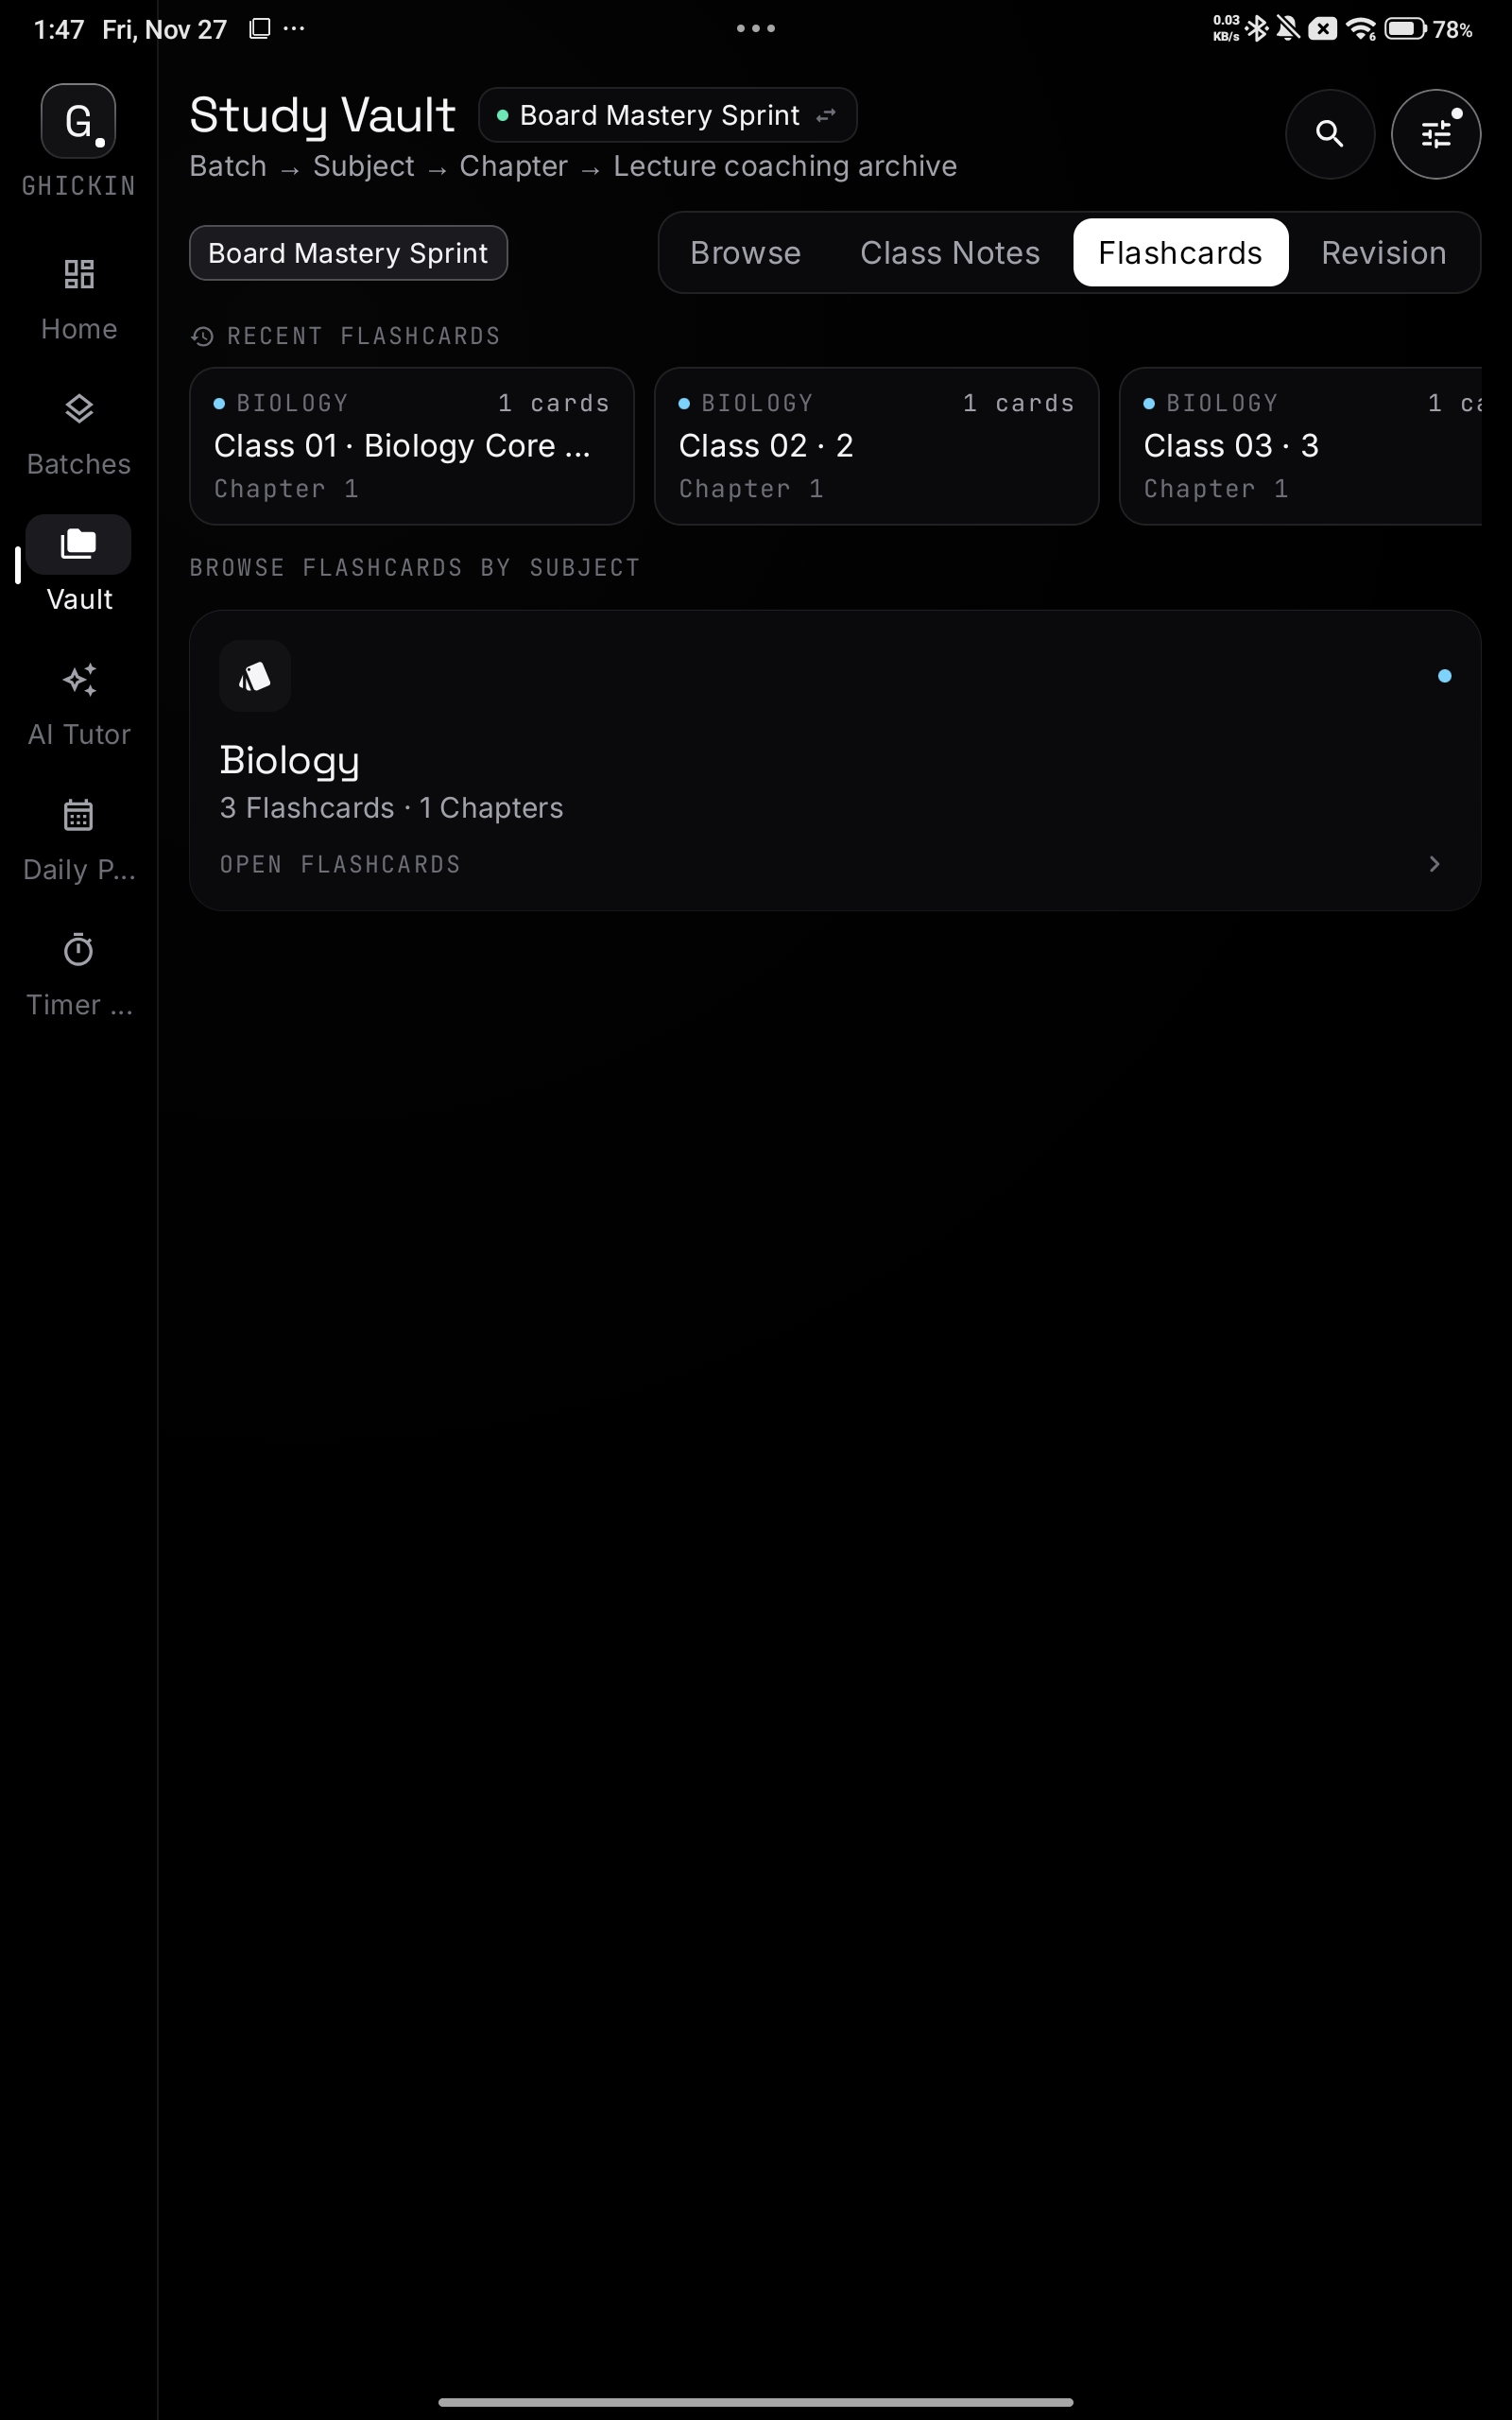 1:47 Fri, Nov 27 0.03 KB/s 6 78%
G.
GHICKIN
Home
Batches
Vault
AI Tutor
Daily P...
Timer ...
Study Vault Board Mastery Sprint
Batch → Subject → Chapter → Lecture coaching archive
Board Mastery Sprint Browse Class Notes Flashcards Revision
RECENT FLASHCARDS
BIOLOGY 1 cards
Class 01 · Biology Core ...
Chapter 1
BIOLOGY 1 cards
Class 02 · 2
Chapter 1
BIOLOGY 1 ca
Class 03 · 3
Chapter 1
BROWSE FLASHCARDS BY SUBJECT
Biology
3 Flashcards · 1 Chapters
OPEN FLASHCARDS